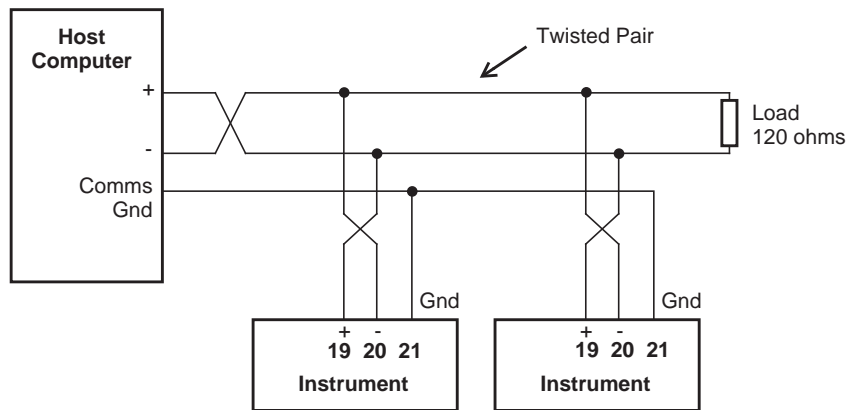 Host
Computer
Twisted Pair
+
-
Load
120 ohms
Comms
Gnd
Gnd
Gnd
+ -
19 20 21
Instrument
+ -
19 20 21
Instrument